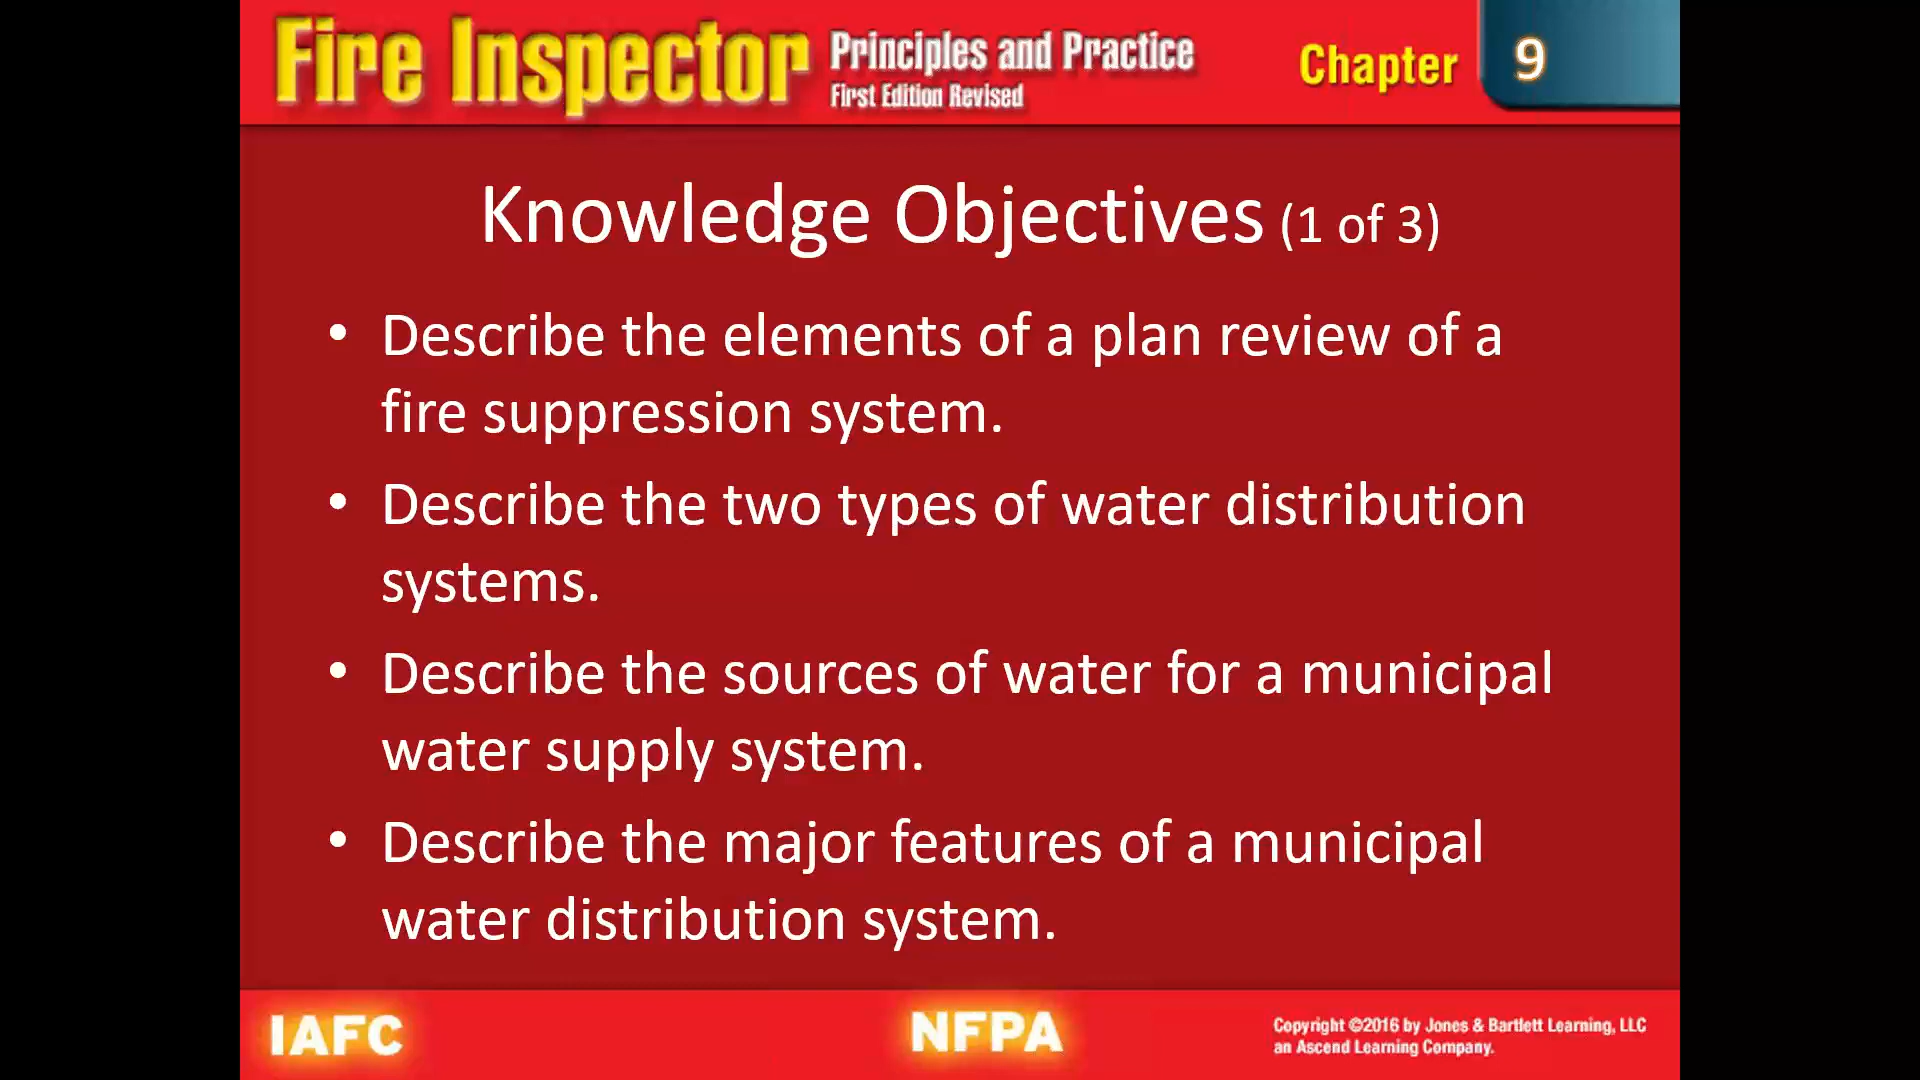 Fire Inspector Principles and Practice
First Edition Revised
Chapter 9
Knowledge Objectives (1 of 3)
• Describe the elements of a plan review of a
fire suppression system.
• Describe the two types of water distribution
systems.
• Describe the sources of water for a municipal
water supply system.
• Describe the major features of a municipal
water distribution system.
IAFC
NFPA
Copyright ©2016 by Jones & Bartlett Learning, LLC
an Ascend Learning Company.